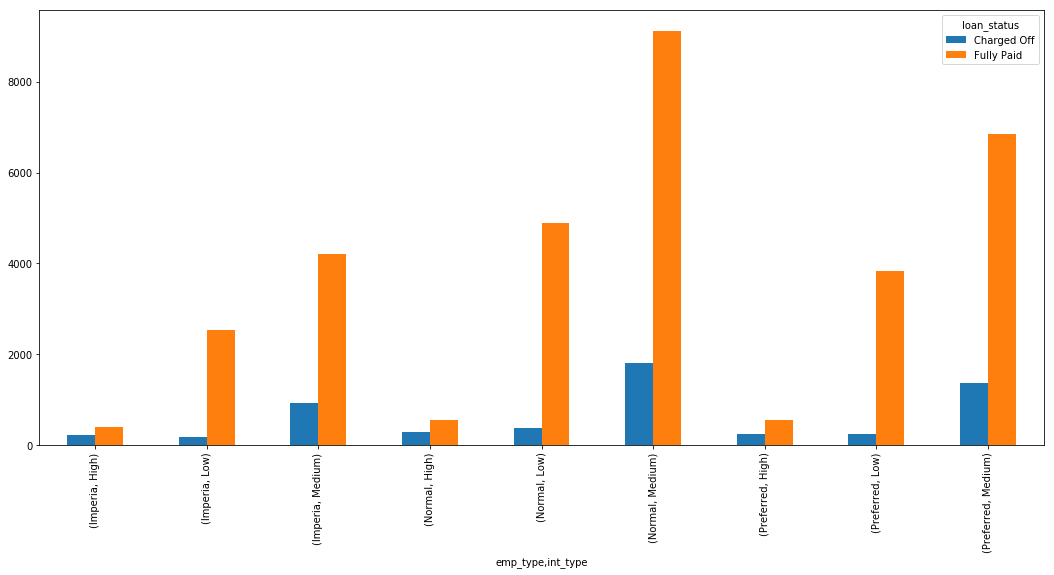 loan_status
Charged Off
Fully Paid
8000
6000
4000
2000
0
(Imperia, High)
(Imperia, Low)
(Imperia, Medium)
(Normal, High)
(Normal, Low)
(Normal, Medium)
(Preferred, High)
(Preferred, Low)
(Preferred, Medium)
emp_type,int_type